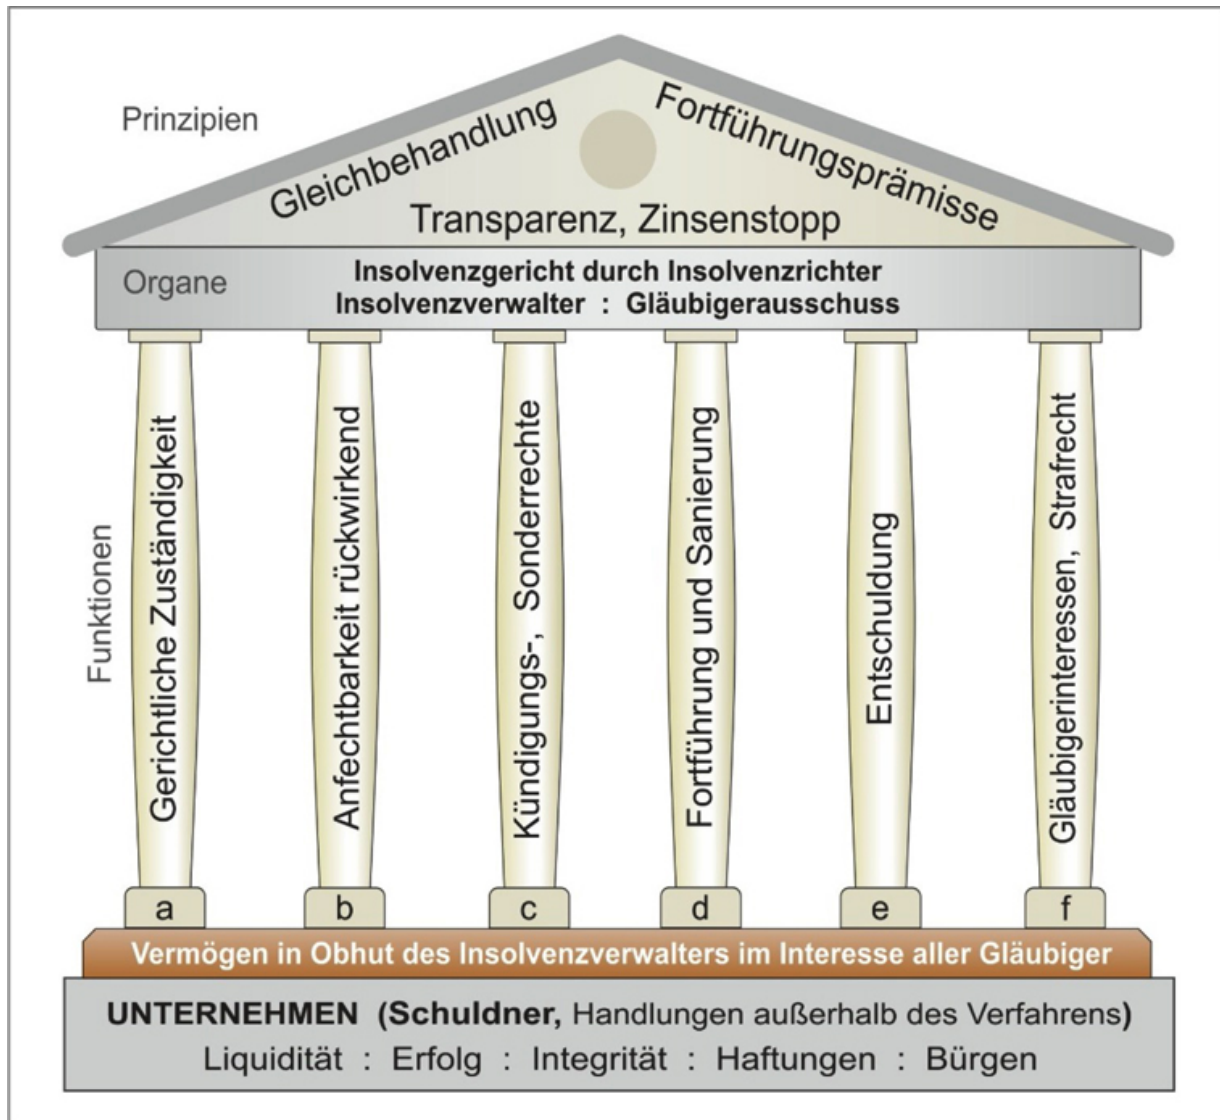 Prinzipien
Gleichbehandlung
Fortführungsprämisse
Transparenz, Zinsenstopp
Organe
Insolvenzgericht durch Insolvenzrichter
Insolvenzverwalter : Gläubigerausschuss
Funktionen
Gerichtliche Zuständigkeit
Anfechtbarkeit rückwirkend
Kündigungs-, Sonderrechte
Fortführung und Sanierung
Entschuldung
Gläubigerinteressen, Strafrecht
a
b
c
d
e
f
Vermögen in Obhut des Insolvenzverwalters im Interesse aller Gläubiger
UNTERNEHMEN (Schuldner, Handlungen außerhalb des Verfahrens)
Liquidität : Erfolg : Integrität : Haftungen : Bürgen